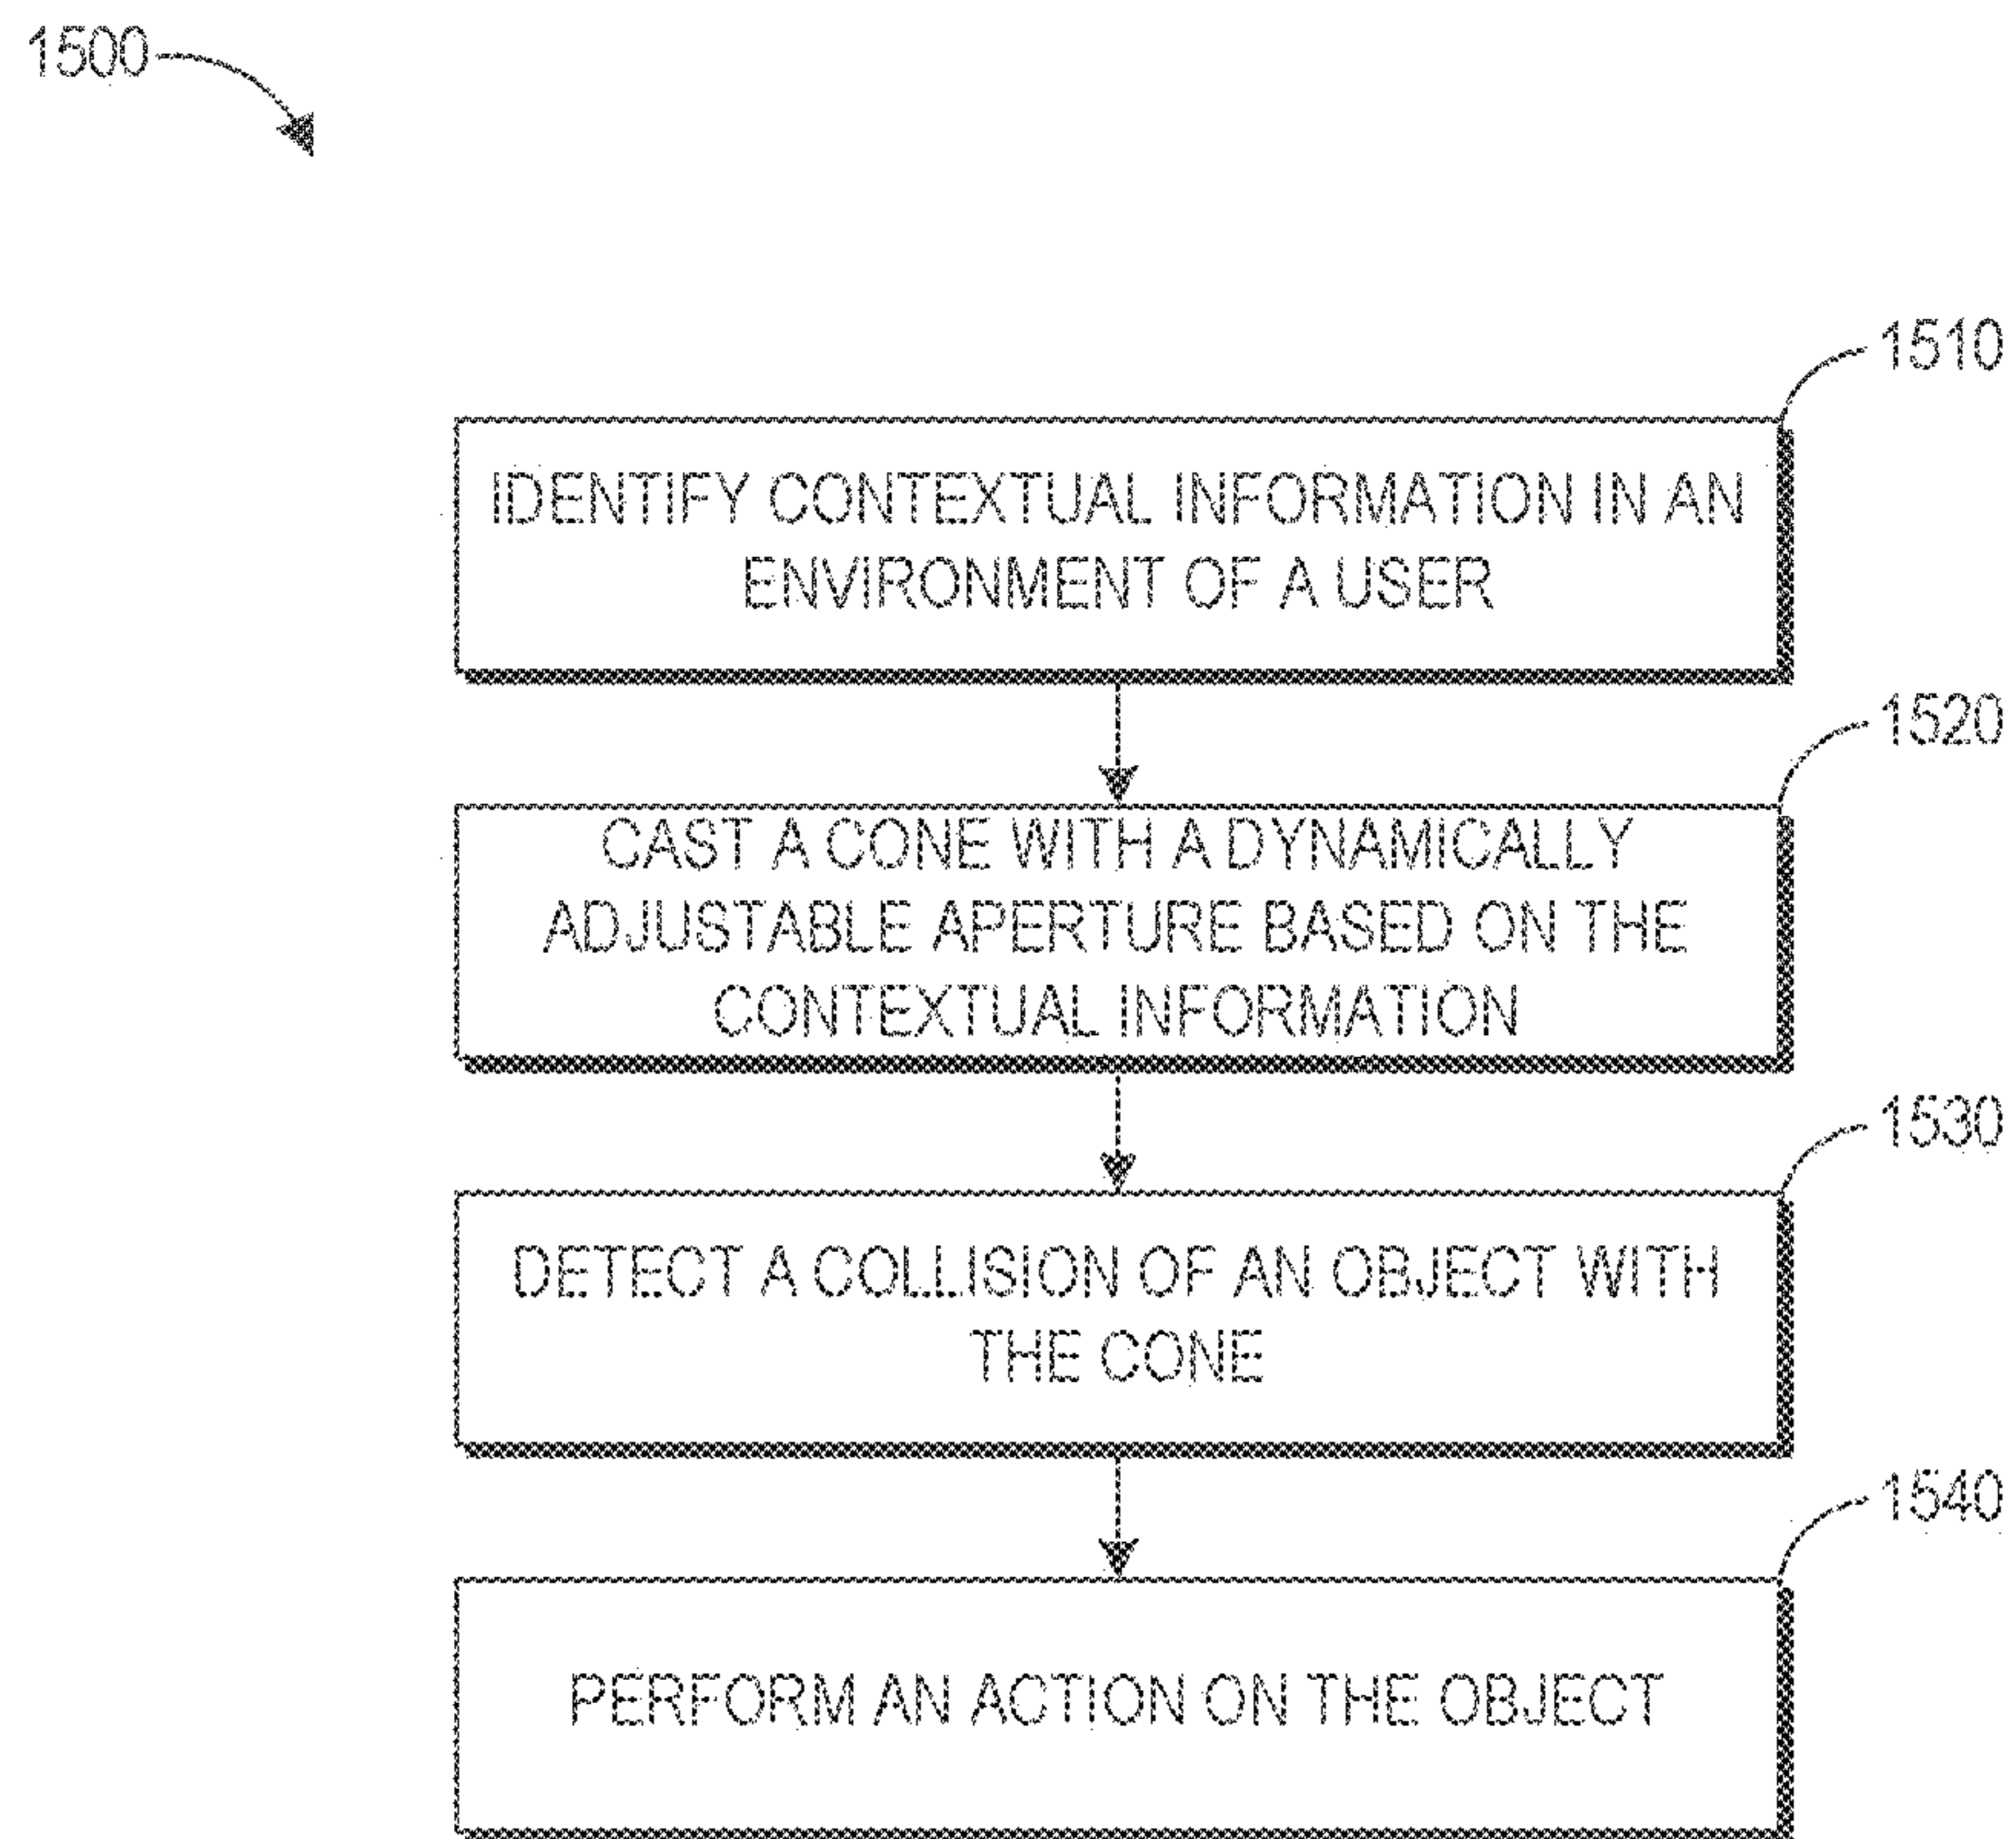 1500
1510
IDENTIFY CONTEXTUAL INFORMATION IN AN
ENVIRONMENT OF A USER
1520
CAST A CONE WITH A DYNAMICALLY
ADJUSTABLE APERTURE BASED ON THE
CONTEXTUAL INFORMATION
1530
DETECT A COLLISION OF AN OBJECT WITH
THE CONE
1540
PERFORM AN ACTION ON THE OBJECT